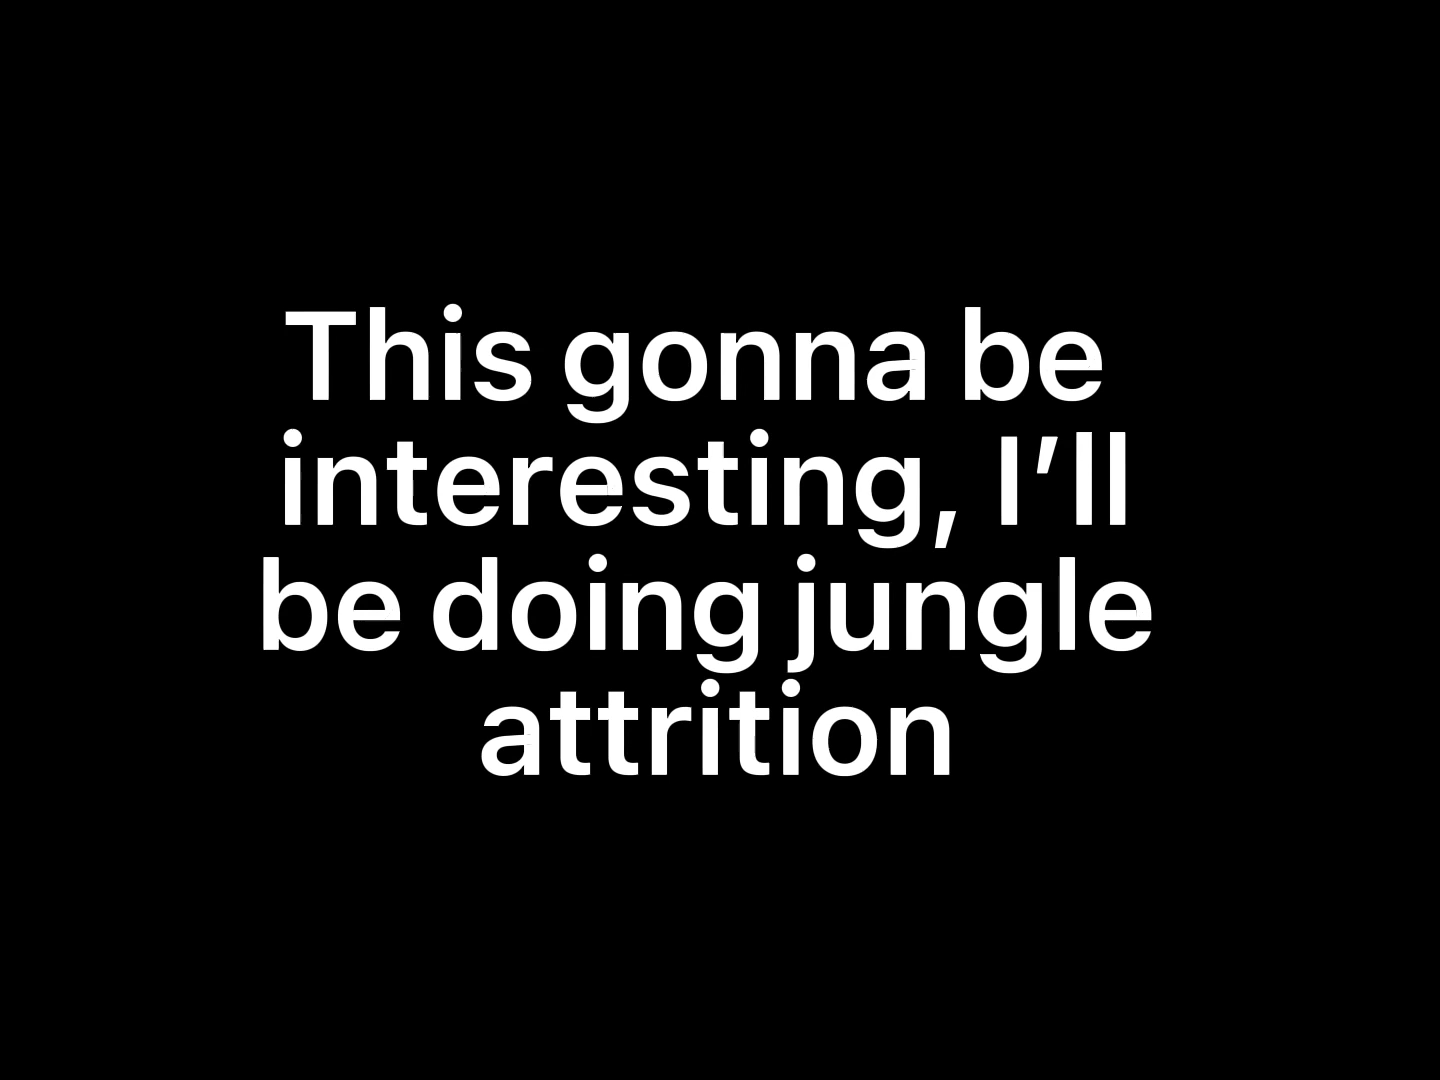 This gonna be
interesting, I’ll
be doing jungle
attrition